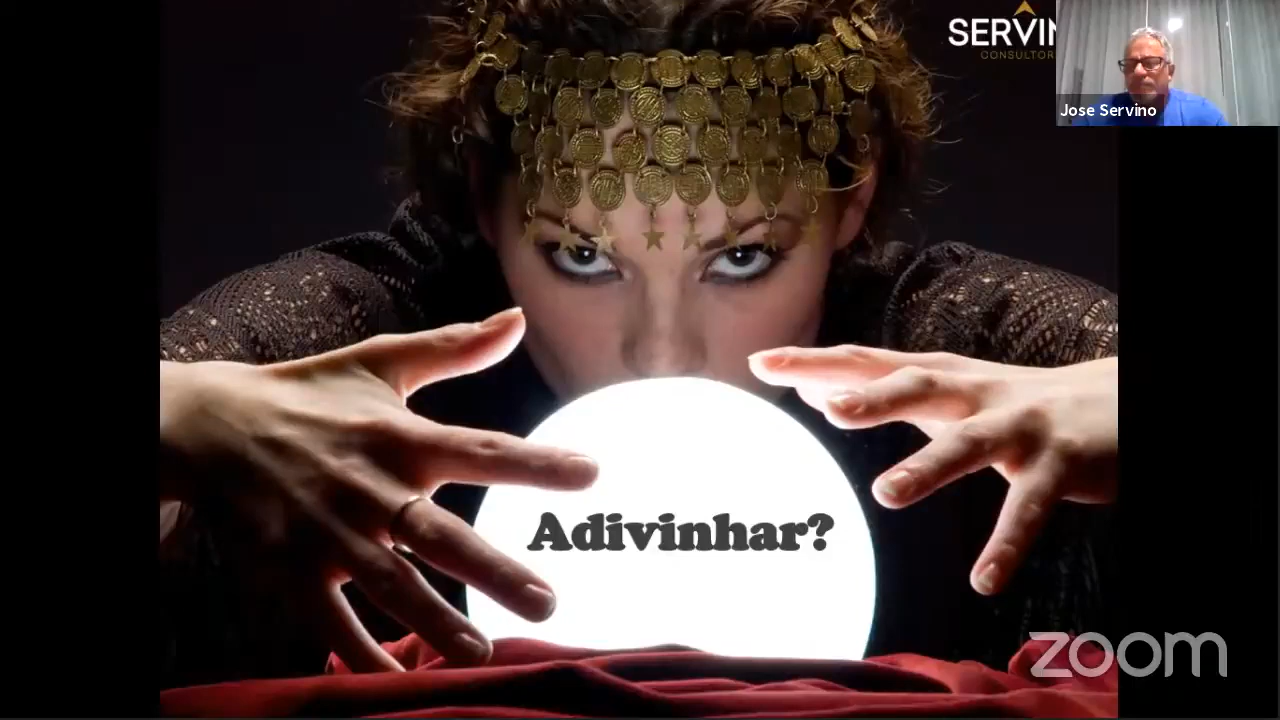 SERVIN
CONSULTOR
Jose Servino
Adivinhar?
zoom